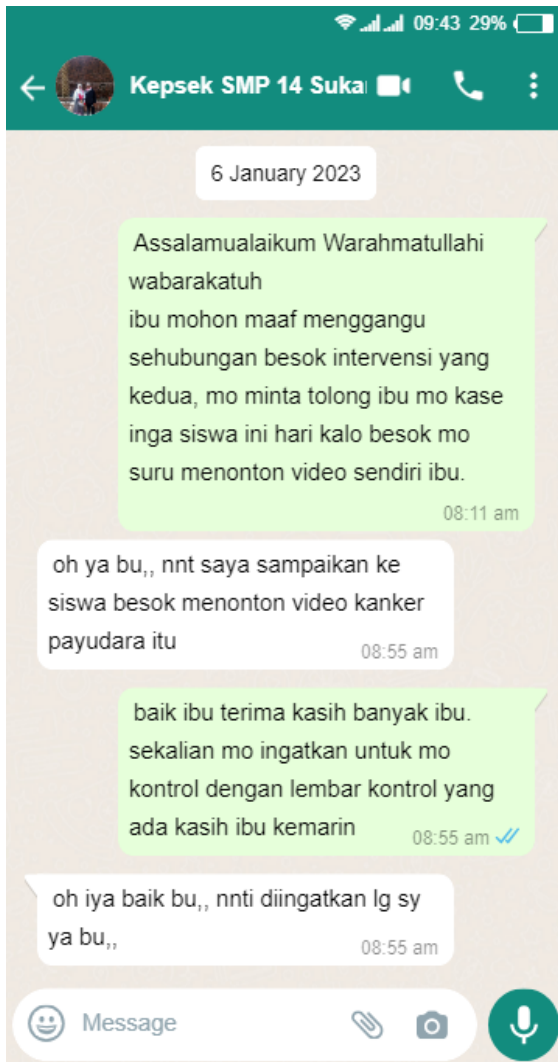 09:43 29%
Kepsek SMP 14 Suka
6 January 2023
Assalamualaikum Warahmatullahi
wabarakatuh
ibu mohon maaf menggangu
sehubungan besok intervensi yang
kedua, mo minta tolong ibu mo kase
inga siswa ini hari kalo besok mo
suru menonton video sendiri ibu.
08:11 am
oh ya bu,, nnt saya sampaikan ke
siswa besok menonton video kanker
payudara itu
08:55 am
baik ibu terima kasih banyak ibu.
sekalian mo ingatkan untuk mo
kontrol dengan lembar kontrol yang
ada kasih ibu kemarin
08:55 am
oh iya baik bu,, nnti diingatkan lg sy
ya bu,,
08:55 am
Message